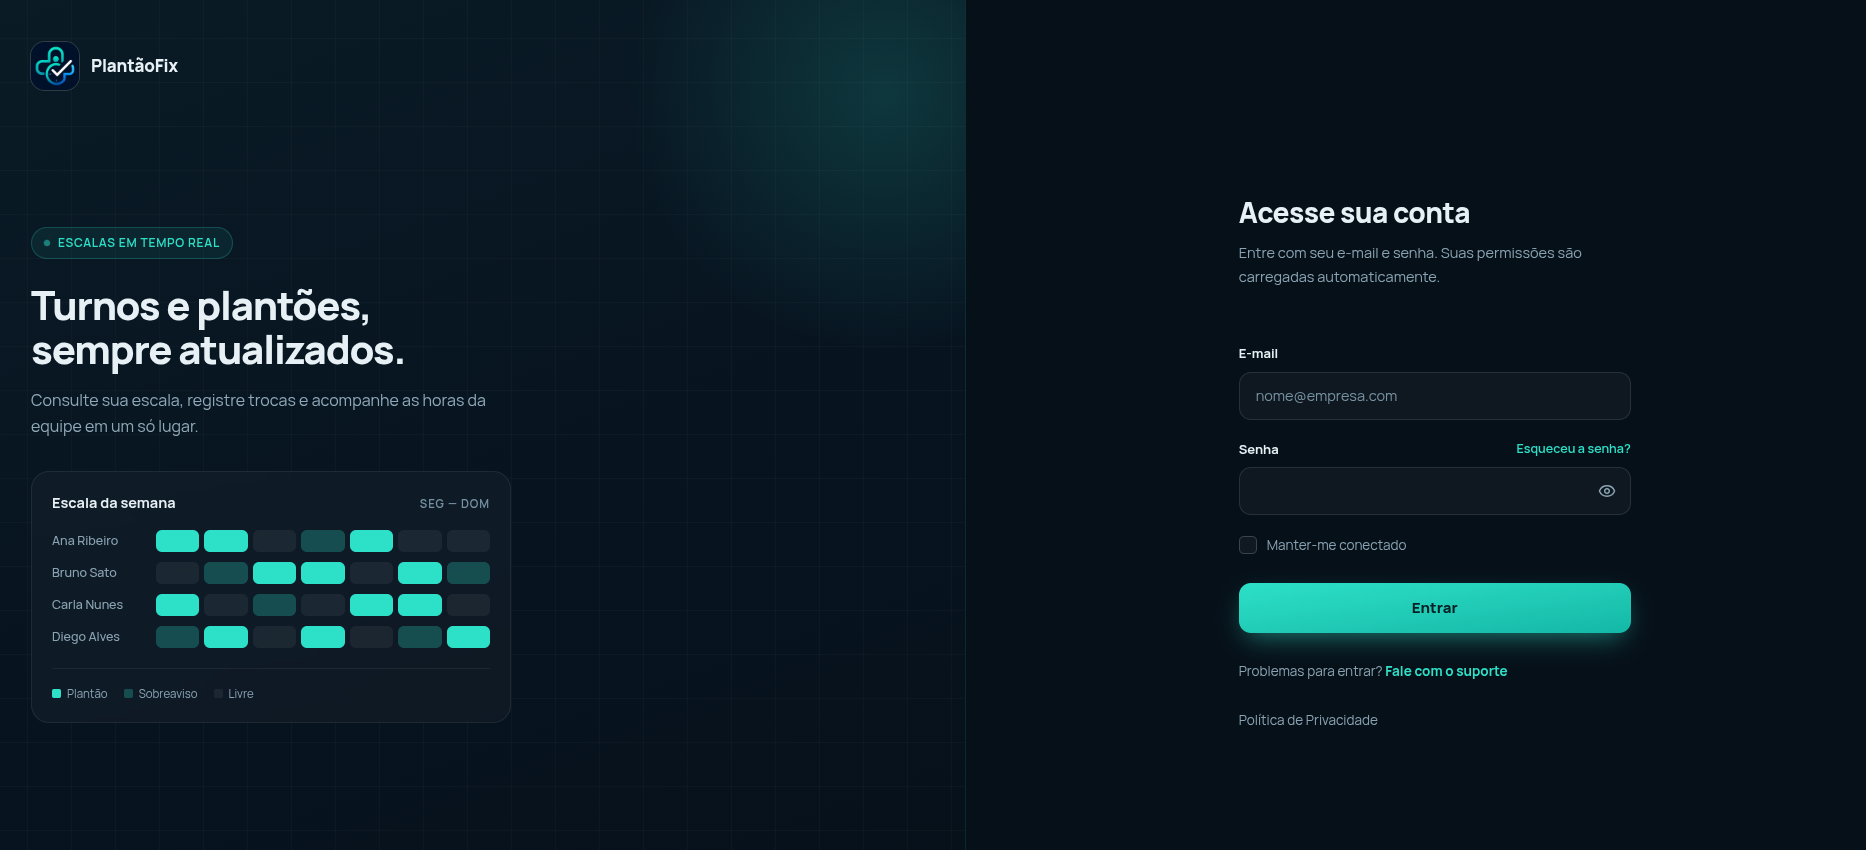 PlantãoFix
ESCALAS EM TEMPO REAL
Turnos e plantões,
sempre atualizados.
Consulte sua escala, registre trocas e acompanhe as horas da
equipe em um só lugar.
Escala da semana
SEG — DOM
Ana Ribeiro
Bruno Sato
Carla Nunes
Diego Alves
Plantão
Sobreaviso
Livre
Acesse sua conta
Entre com seu e-mail e senha. Suas permissões são
carregadas automaticamente.
E-mail
nome@empresa.com
Senha
Esqueceu a senha?
Manter-me conectado
Entrar
Problemas para entrar? Fale com o suporte
Política de Privacidade